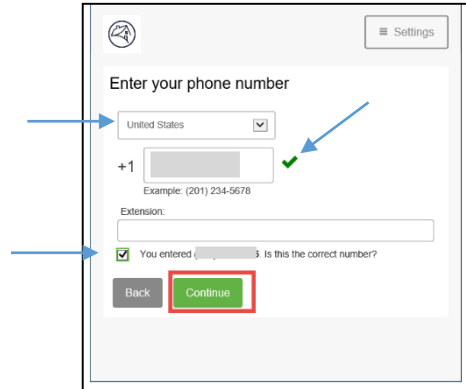 ≡ Settings
Enter your phone number
United States
+1
Example: (201) 234-5678
Extension:
You entered ( 6. Is this the correct number?
Back
Continue